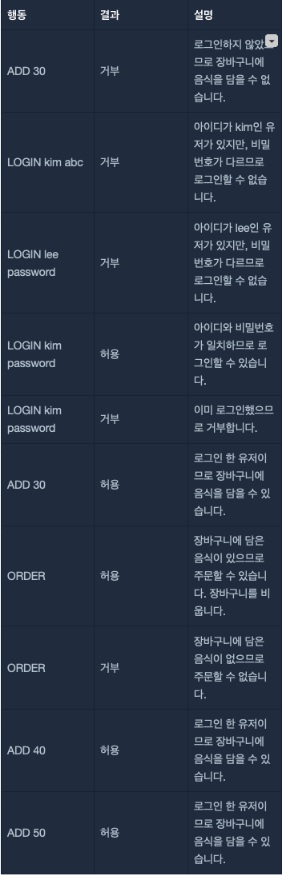 행동 결과 설명
ADD 30 거부 로그인하지 않았으
므로 장바구니에
음식을 담을 수 없
습니다.
LOGIN kim abc 거부 아이디가 kim인 유
저가 있지만, 비밀
번호가 다르므로
로그인할 수 없습
니다.
LOGIN lee
password 거부 아이디가 lee인 유
저가 있지만, 비밀
번호가 다르므로
로그인할 수 없습
니다.
LOGIN kim
password 허용 아이디와 비밀번호
가 일치하므로 로
그인할 수 있습니
다.
LOGIN kim
password 거부 이미 로그인했으므
로 거부합니다.
ADD 30 허용 로그인 한 유저이
므로 장바구니에
음식을 담을 수 있
습니다.
ORDER 허용 장바구니에 담은
음식이 있으므로
주문할 수 있습니
다. 장바구니를 비
웁니다.
ORDER 거부 장바구니에 담은
음식이 없으므로
주문할 수 없습니
다.
ADD 40 허용 로그인 한 유저이
므로 장바구니에
음식을 담을 수 있
습니다.
ADD 50 허용 로그인 한 유저이
므로 장바구니에
음식을 담을 수 있
습니다.